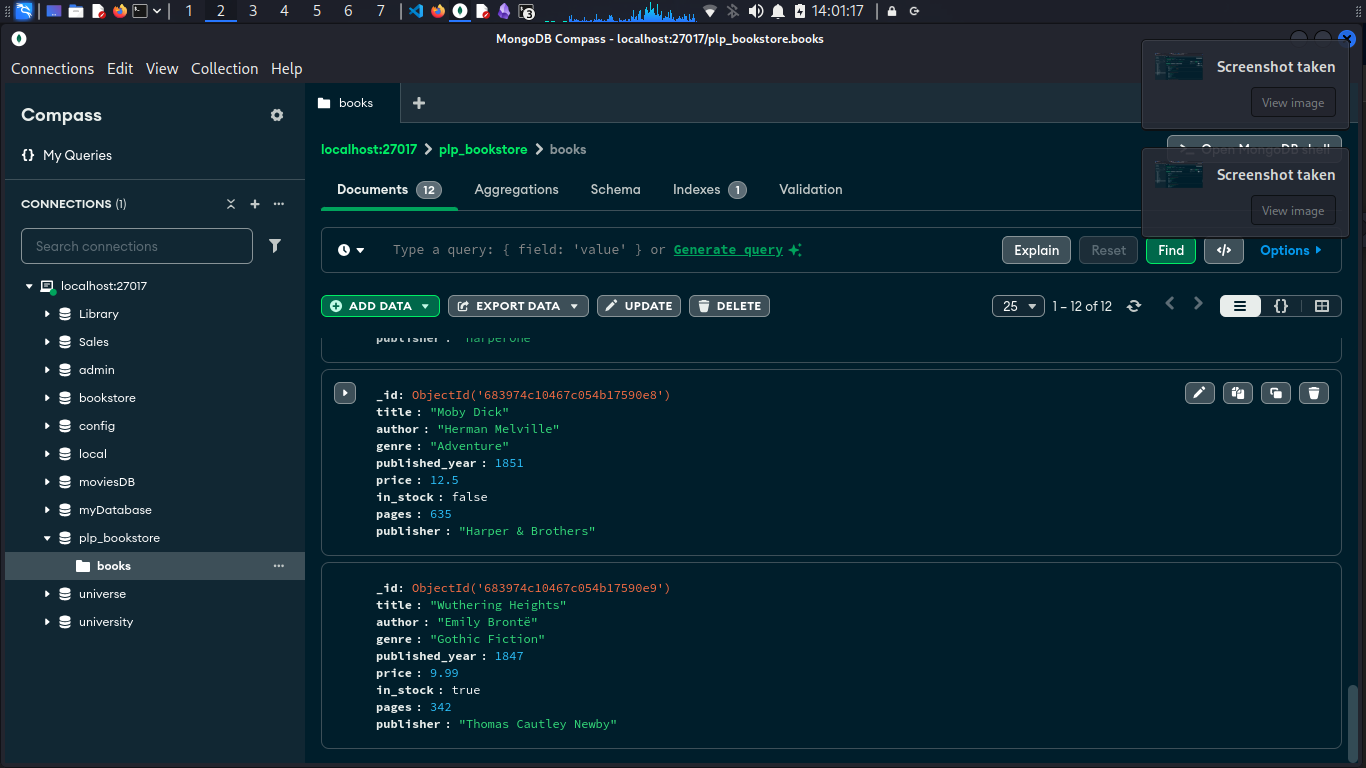 1 2 3 4 5 6 7 3 14:01:17
MongoDB Compass - localhost:27017/plp_bookstore.books
Connections Edit View Collection Help
Screenshot taken
View image
Screenshot taken
View image
Compass
{} My Queries
CONNECTIONS (1)
Search connections
localhost:27017
Library
Sales
admin
bookstore
config
local
moviesDB
myDatabase
plp_bookstore
books
universe
university
books
localhost:27017 > plp_bookstore > books
Open MongoDB shell
Documents 12 Aggregations Schema Indexes 1 Validation
Type a query: { field: 'value' } or Generate query
Explain Reset Find </> Options
ADD DATA EXPORT DATA UPDATE DELETE
25 1 – 12 of 12 {}
publisher : "HarperOne"
_id: ObjectId('683974c10467c054b17590e8')
title : "Moby Dick"
author : "Herman Melville"
genre : "Adventure"
published_year : 1851
price : 12.5
in_stock : false
pages : 635
publisher : "Harper & Brothers"
_id: ObjectId('683974c10467c054b17590e9')
title : "Wuthering Heights"
author : "Emily Brontë"
genre : "Gothic Fiction"
published_year : 1847
price : 9.99
in_stock : true
pages : 342
publisher : "Thomas Cautley Newby"